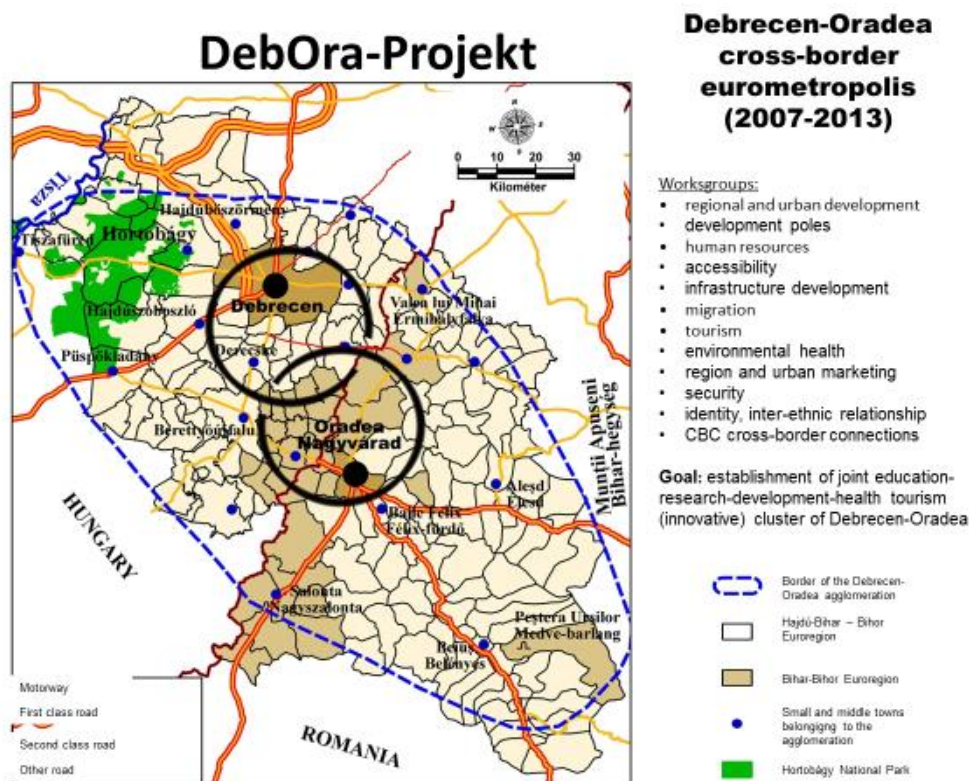 DebOra-Projekt
Debrecen-Oradea
cross-border
eurometropolis
(2007-2013)
Worksgroups:
• regional and urban development
• development poles
• human resources
• accessibility
• infrastructure development
• migration
• tourism
• environmental health
• region and urban marketing
• security
• identity, inter-ethnic relationship
• CBC cross-border connections
Goal: establishment of joint education-
research-development-health tourism
(innovative) cluster of Debrecen-Oradea
Border of the Debrecen-
Oradea agglomeration
Hajdú-Bihar – Bihor
Euroregion
Bihar-Bihor Euroregion
Small and middle towns
belonging to the
agglomeration
Hortobágy National Park
N
W
E
S
0 10 20 30
Kilométer
TISZA
Hajdúböszörmény
Tiszafüred
Hortobágy
Debrecen
Hajdúszoboszló
Valea lui Mihai
Érmihályfalva
Püspökladány
Derecske
Berettyóújfalu
Oradea
Nagyvárad
Munţii Apuseni
Bihar-hegység
Aleşd
Élesd
Baile Felix
Félix-fürdő
HUNGARY
Salonta
Nagyszalonta
Peştera Urşilor
Medve-barlang
Beiuş
Belényes
ROMANIA
Motorway
First class road
Second class road
Other road